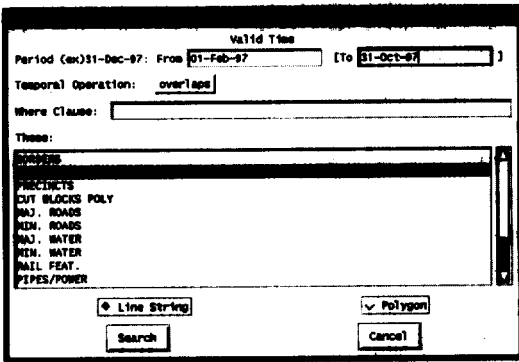 Valid Time
Period (ex)31-Dec-97: From 01-Feb-97 [To 31-Oct-97 ]
Temporal Operation: overlaps
Where Clause:
Theme:
BORDERS
PRECINCTS
CUT BLOCKS POLY
MAJ. ROADS
MIN. ROADS
MAJ. WATER
MIN. WATER
RAIL FEAT.
PIPES/POWER
Line String
Polygon
Search
Cancel